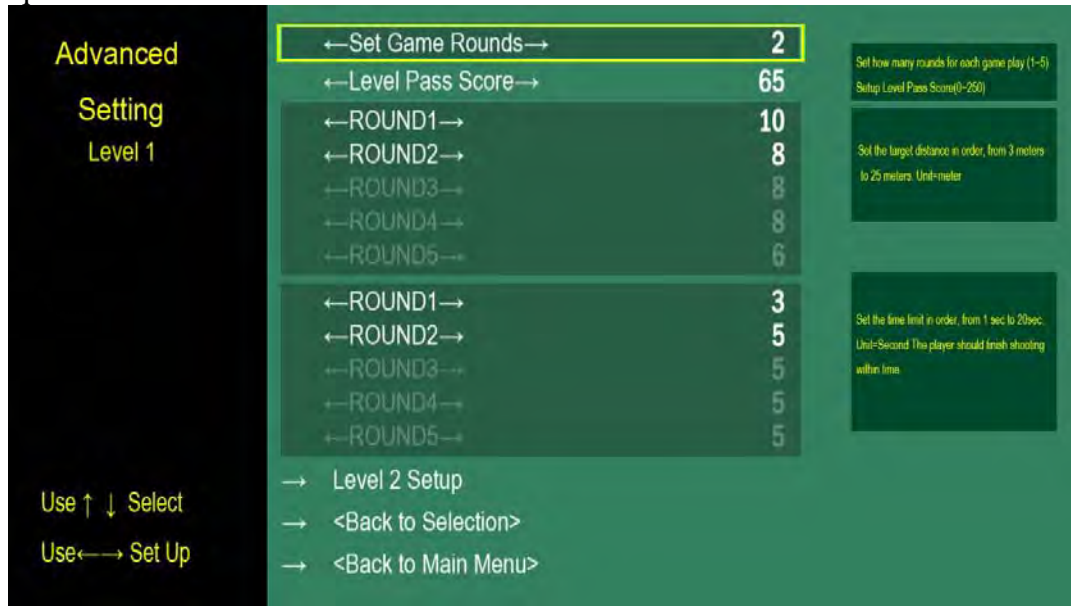 Advanced
Setting
Level 1
Use ↑ ↓ Select
Use←→ Set Up
←Set Game Rounds→ 2
←Level Pass Score→ 65
←ROUND1→ 10
←ROUND2→ 8
←ROUND3→ 8
←ROUND4→ 8
←ROUND5→ 6
←ROUND1→ 3
←ROUND2→ 5
←ROUND3→ 5
←ROUND4→ 5
←ROUND5→ 5
→ Level 2 Setup
→ <Back to Selection>
→ <Back to Main Menu>
Set how many rounds for each game play (1~5)
Setup Level Pass Score(0~250)
Set the target distance in order, from 3 meters
to 25 meters. Unit=meter
Set the time limit in order, from 1 sec to 20sec.
Unit=Second The player should finish shooting
within time.